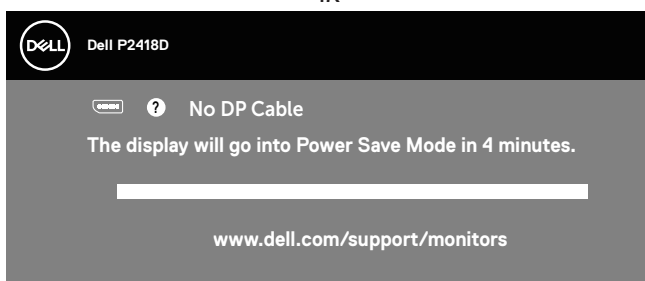 DELL
Dell P2418D
? No DP Cable
The display will go into Power Save Mode in 4 minutes.
www.dell.com/support/monitors